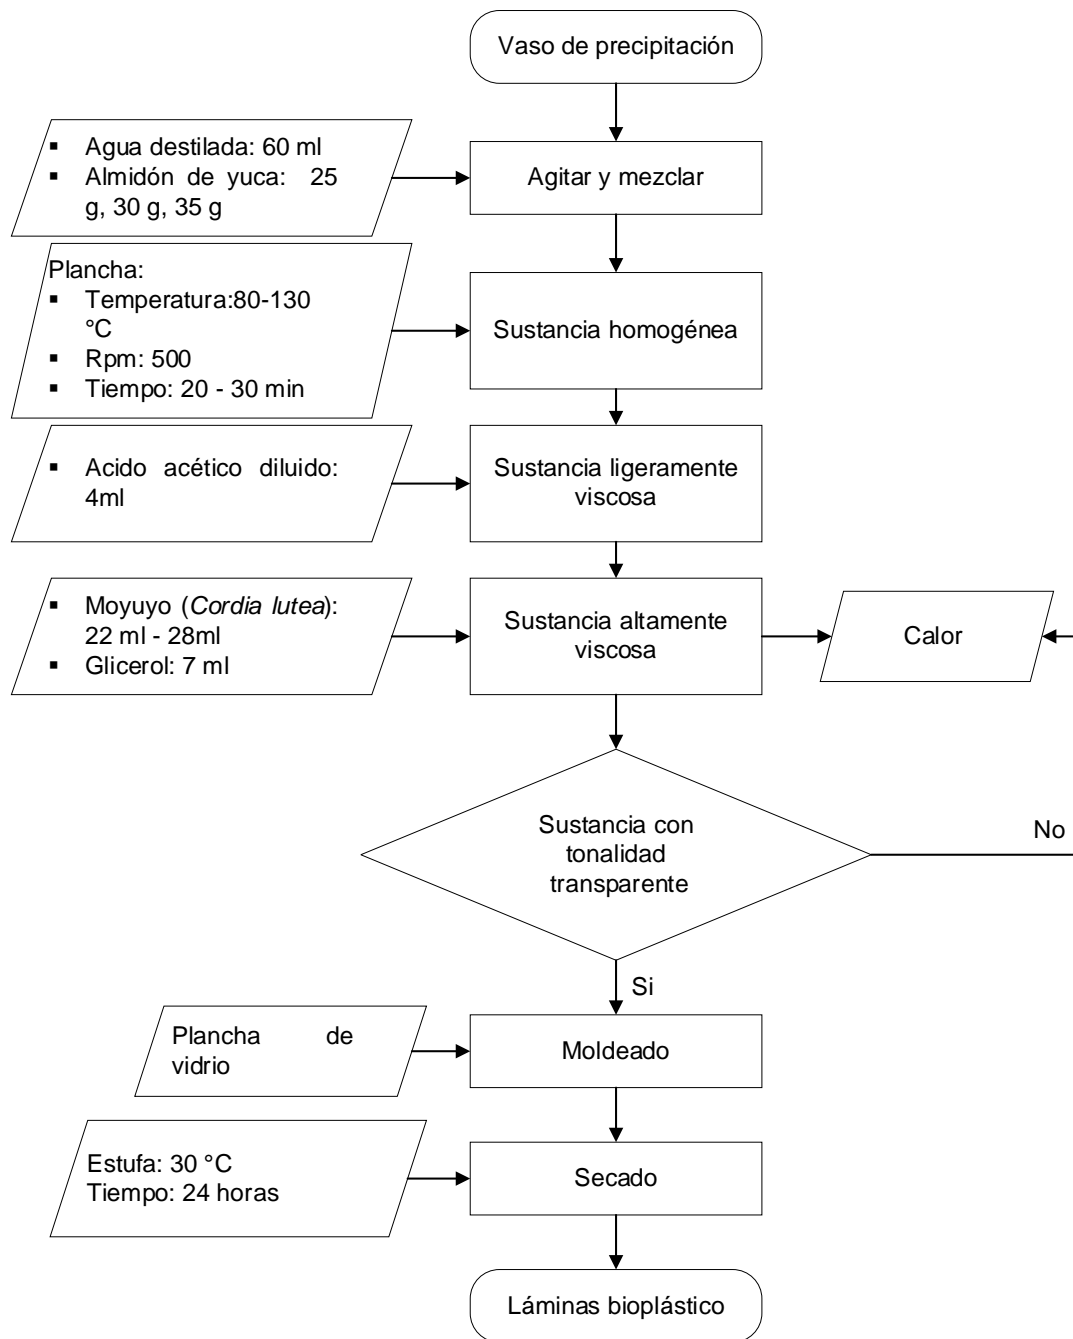 Vaso de precipitación
▪ Agua destilada: 60 ml
▪ Almidón de yuca: 25
g, 30 g, 35 g
Agitar y mezclar
Plancha:
▪ Temperatura:80-130
°C
▪ Rpm: 500
▪ Tiempo: 20 - 30 min
Sustancia homogénea
▪ Acido acético diluido:
4ml
Sustancia ligeramente
viscosa
▪ Moyuyo (Cordia lutea):
22 ml - 28ml
▪ Glicerol: 7 ml
Sustancia altamente
viscosa
Calor
Sustancia con
tonalidad
transparente
No
Si
Plancha de
vidrio
Moldeado
Estufa: 30 °C
Tiempo: 24 horas
Secado
Láminas bioplástico